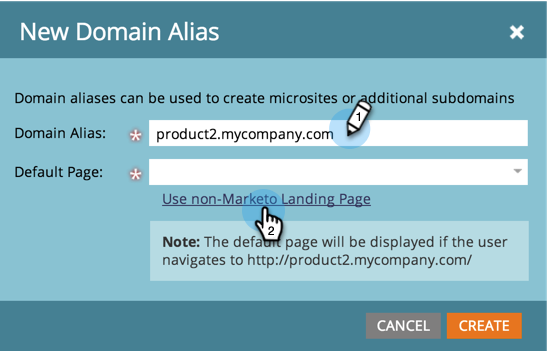 New Domain Alias
Domain aliases can be used to create microsites or additional subdomains
Domain Alias: * product2.mycompany.com 1
Default Page: *
Use non-Marketo Landing Page
2
Note: The default page will be displayed if the user
navigates to http://product2.mycompany.com/
CANCEL CREATE